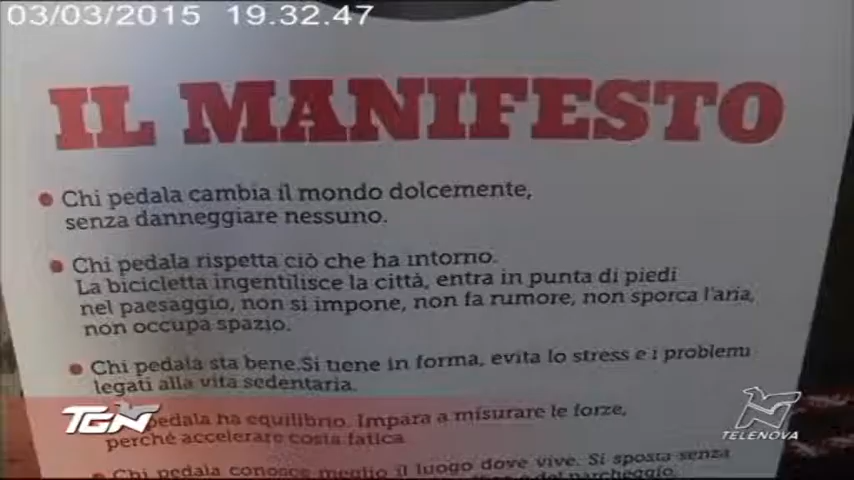 03/03/2015 19.32.47
IL MANIFESTO
Chi pedala cambia il mondo dolcemente,
senza danneggiare nessuno.
Chi pedala rispetta ciò che ha intorno.
La bicicletta ingentilisce la città, entra in punta di piedi
nel paesaggio, non si impone, non fa rumore, non sporca l'aria,
non occupa spazio.
Chi pedala sta bene.Si tiene in forma, evita lo stress e i problemi
legati alla vita sedentaria.
pedala ha equilibrio. Impara a misurare le forze,
perché accelerare costa fatica
Chi pedala conosce meglio il luogo dove vive. Si sposta senza
del parcheggio.
TGN
TELENOVA